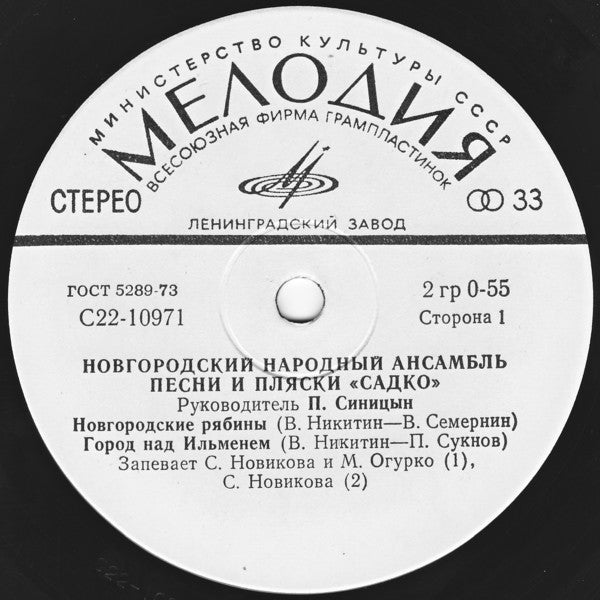 МИНИСТЕРСТВО КУЛЬТУРЫ СССР
МЕЛОДИЯ
ВСЕСОЮЗНАЯ ФИРМА ГРАМПЛАСТИНОК
СТЕРЕО 33
ЛЕНИНГРАДСКИЙ ЗАВОД
ГОСТ 5289-73 2 гр 0-55
С22-10971 Сторона 1
НОВГОРОДСКИЙ НАРОДНЫЙ АНСАМБЛЬ
ПЕСНИ И ПЛЯСКИ «САДКО»
Руководитель П. Синицын
Новгородские рябины (В. Никитин—В. Семернин)
Город над Ильменем (В. Никитин—П. Сукнов)
Запевает С. Новикова и М. Огурко (1),
С. Новикова (2)